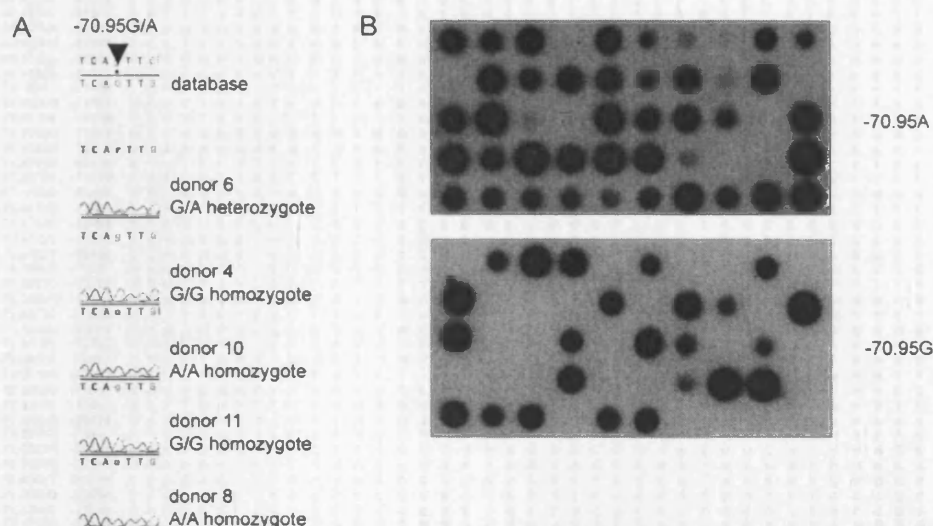 A
-70.95G/A
B
T C A T T
T C A G T T G
database
T C A r T T G
donor 6
G/A heterozygote
T C A g T T G
donor 4
G/G homozygote
T C A a T T G
donor 10
A/A homozygote
T C A g T T G
donor 11
G/G homozygote
T C A a T T G
donor 8
A/A homozygote
-70.95A
-70.95G